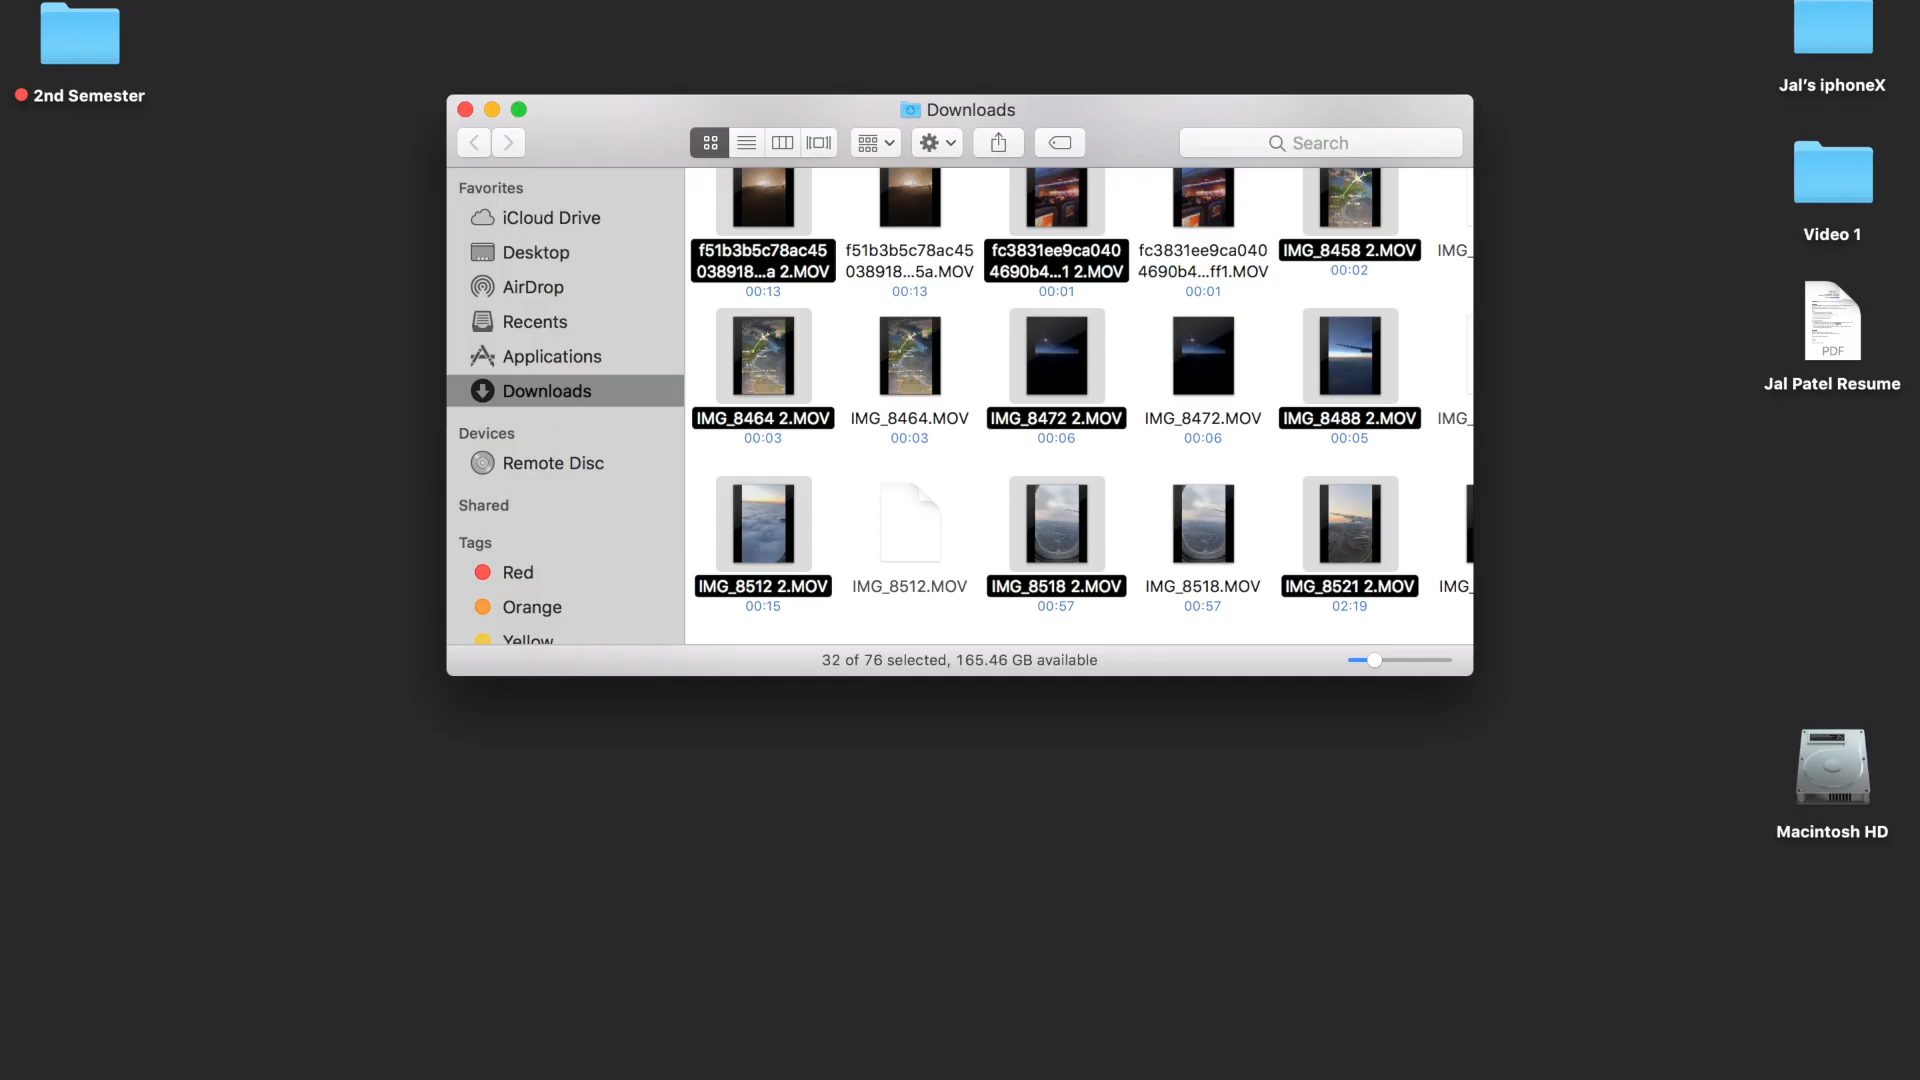 2nd Semester
Jal's iphoneX
Video 1
PDF
Jal Patel Resume
Macintosh HD
Downloads
Search
Favorites
iCloud Drive
Desktop
AirDrop
Recents
Applications
Downloads
Devices
Remote Disc
Shared
Tags
Red
Orange
Yellow
f51b3b5c78ac45
038918...a 2.MOV
00:13
f51b3b5c78ac45
038918...5a.MOV
00:13
fc3831ee9ca040
4690b4...1 2.MOV
00:01
fc3831ee9ca040
4690b4...ff1.MOV
00:01
IMG_8458 2.MOV
00:02
IMG_
IMG_8464 2.MOV
00:03
IMG_8464.MOV
00:03
IMG_8472 2.MOV
00:06
IMG_8472.MOV
00:06
IMG_8488 2.MOV
00:05
IMG_
IMG_8512 2.MOV
00:15
IMG_8512.MOV
IMG_8518 2.MOV
00:57
IMG_8518.MOV
00:57
IMG_8521 2.MOV
02:19
IMG_
32 of 76 selected, 165.46 GB available